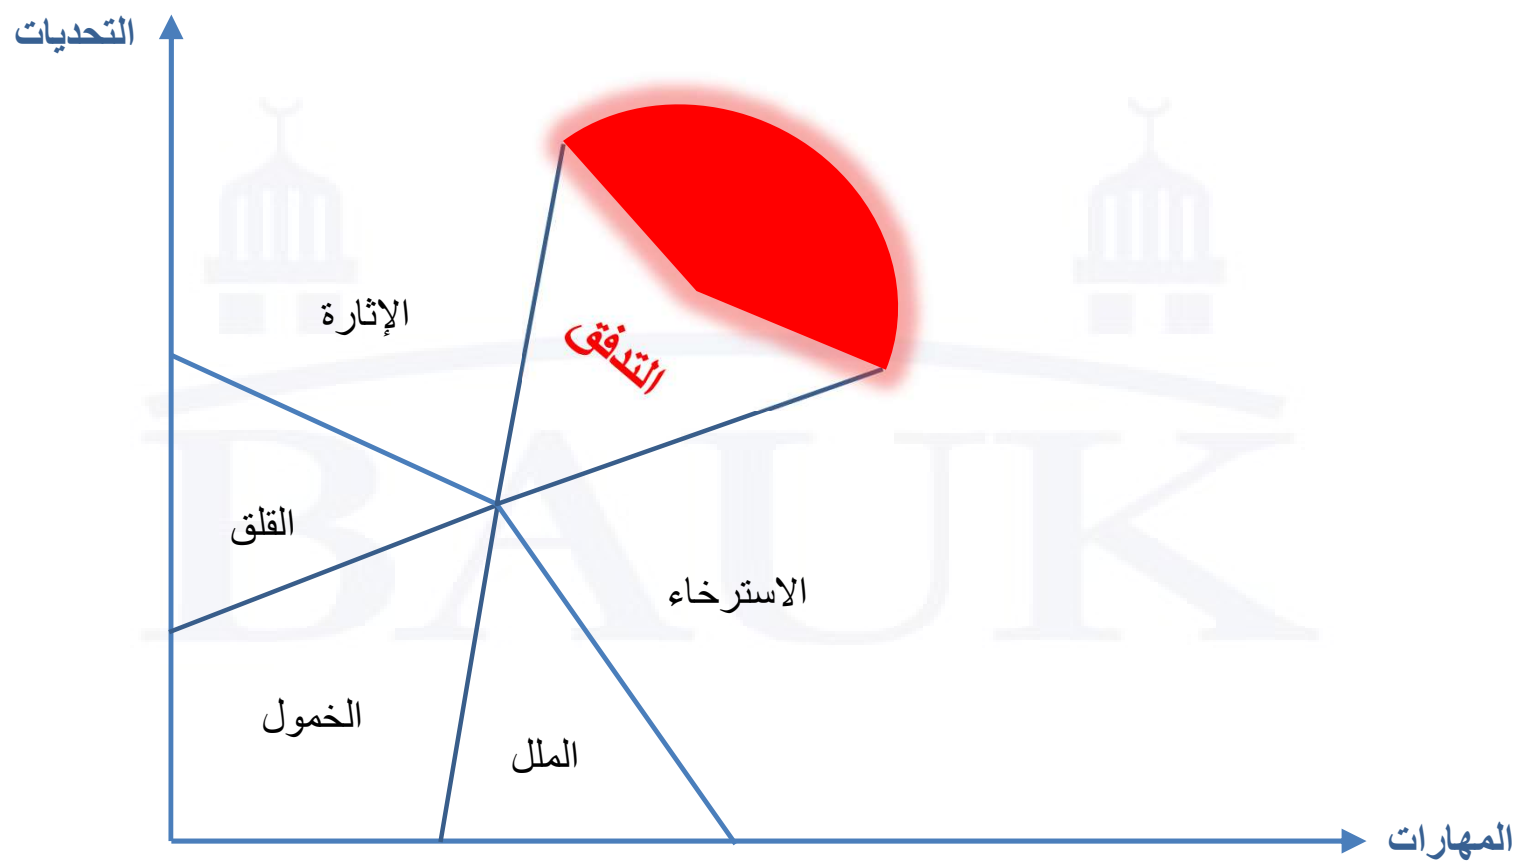 التحديات
الإثارة
التدفق
القلق
الاسترخاء
الخمول
الملل
المهارات
BAUK